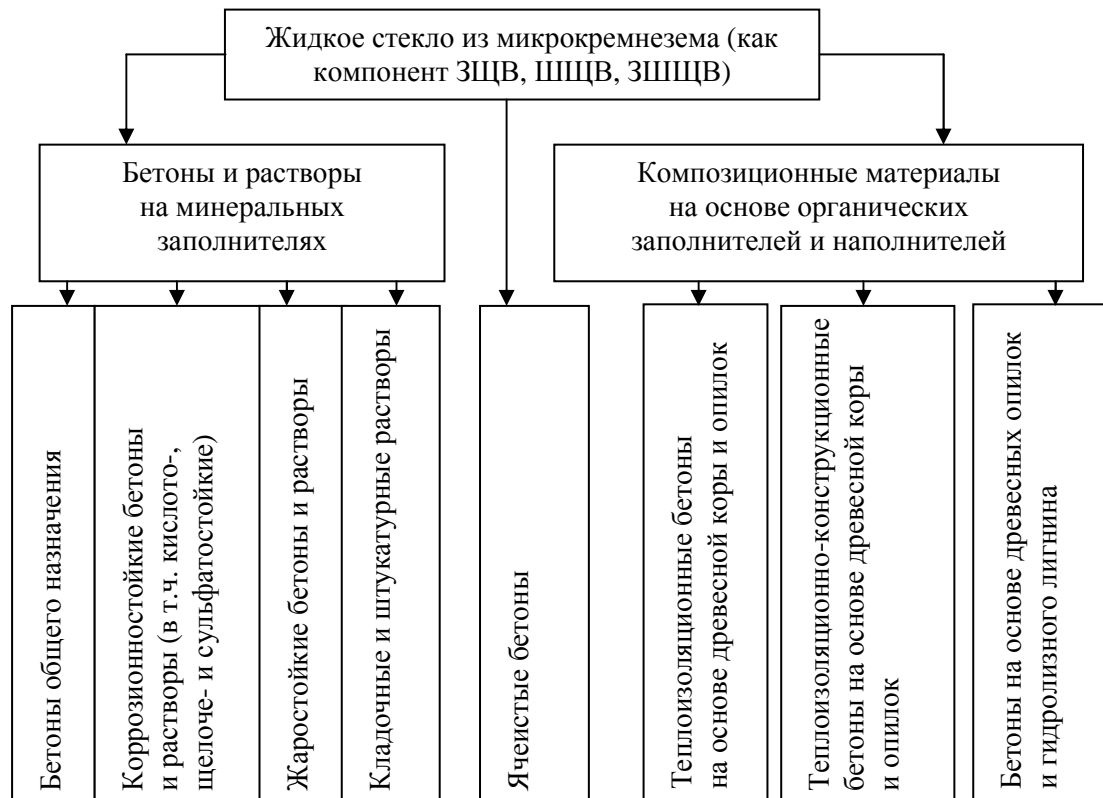 Жидкое стекло из микрокремнезема (как
компонент ЗЩВ, ШЩВ, ЗШЩВ)
Бетоны и растворы
на минеральных
заполнителях
Композиционные материалы
на основе органических
заполнителей и наполнителей
Бетоны общего назначения
Коррозионностойкие бетоны
и растворы (в т.ч. кислото-,
щелоче- и сульфатостойкие)
Жаростойкие бетоны и растворы
Кладочные и штукатурные растворы
Ячеистые бетоны
Теплоизоляционные бетоны
на основе древесной коры и опилок
Теплоизоляционно-конструкционные
бетоны на основе древесной коры
и опилок
Бетоны на основе древесных опилок
и гидролизного лигнина